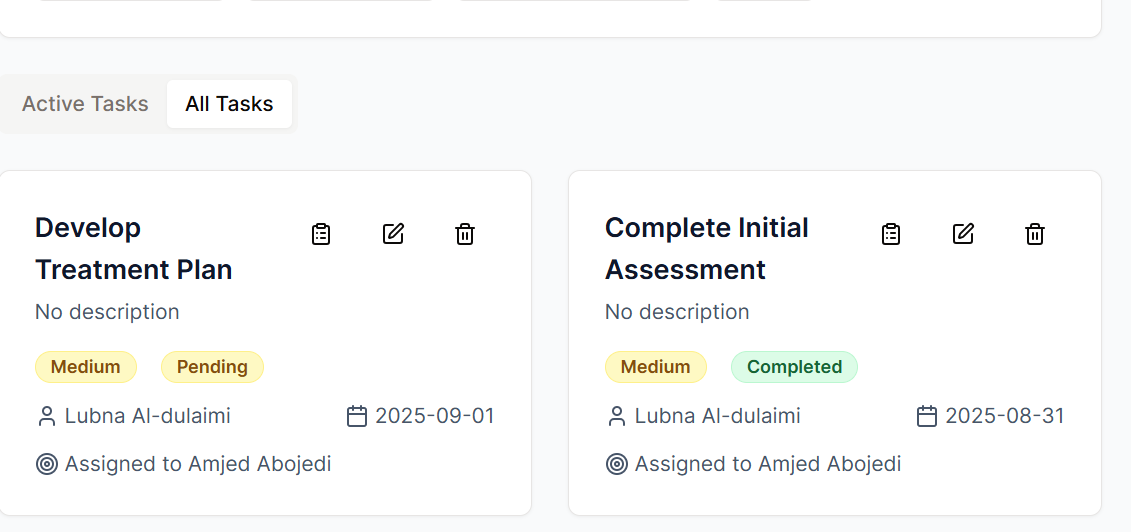 Active Tasks All Tasks
Develop
Treatment Plan
No description
Medium Pending
Lubna Al-dulaimi 2025-09-01
Assigned to Amjed Abojedi
Complete Initial
Assessment
No description
Medium Completed
Lubna Al-dulaimi 2025-08-31
Assigned to Amjed Abojedi